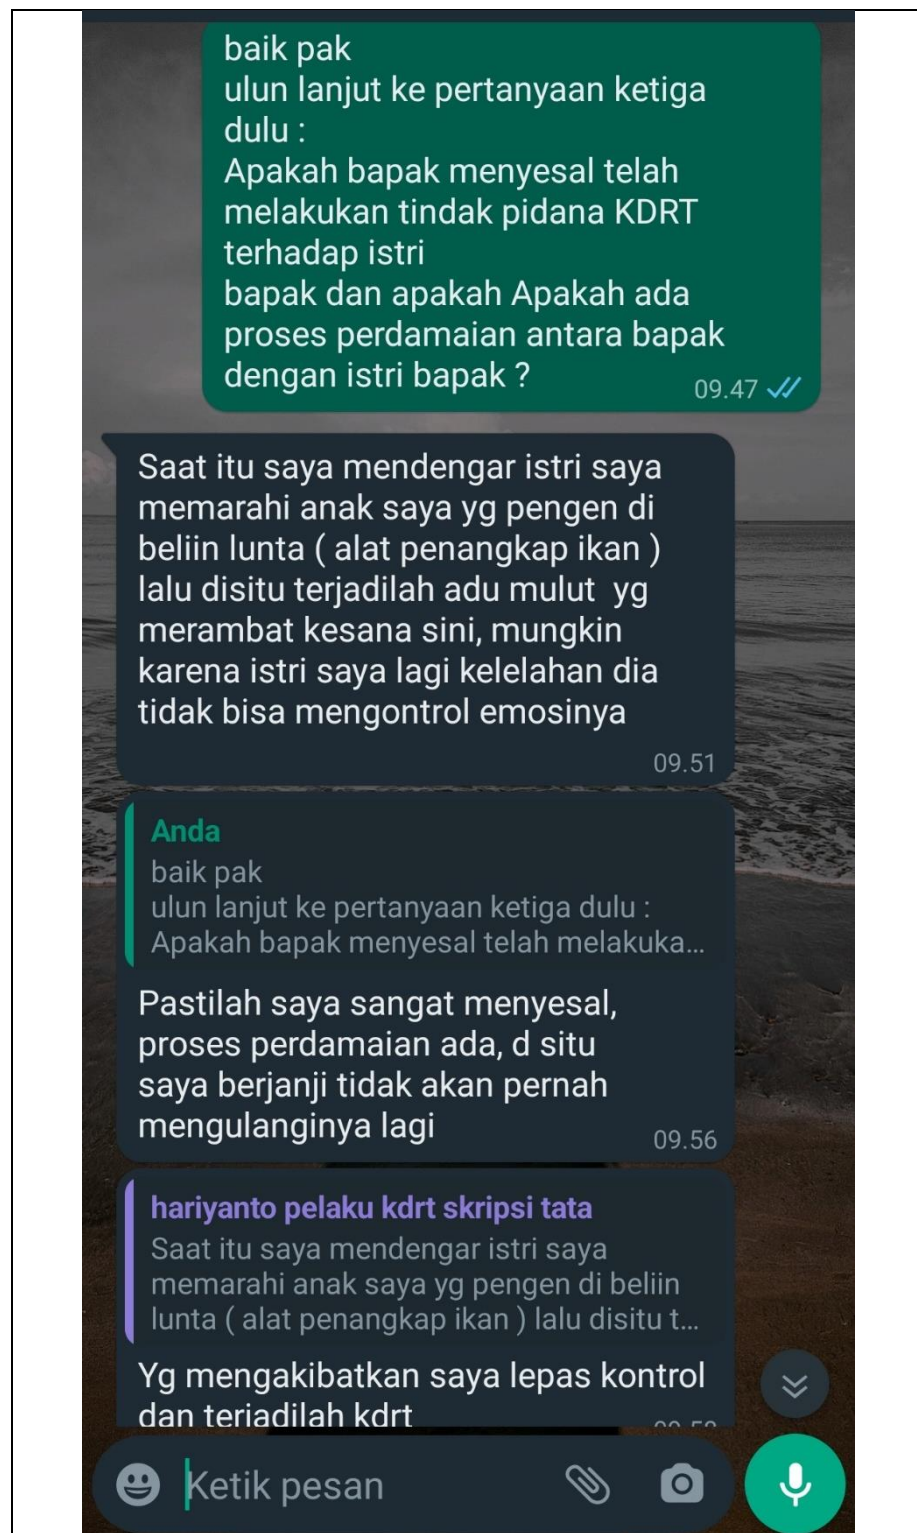 baik pak
ulun lanjut ke pertanyaan ketiga
dulu :
Apakah bapak menyesal telah
melakukan tindak pidana KDRT
terhadap istri
bapak dan apakah Apakah ada
proses perdamaian antara bapak
dengan istri bapak ?
09.47
Saat itu saya mendengar istri saya
memarahi anak saya yg pengen di
beliin lunta ( alat penangkap ikan )
lalu disitu terjadilah adu mulut yg
merambat kesana sini, mungkin
karena istri saya lagi kelelahan dia
tidak bisa mengontrol emosinya
09.51
Anda
baik pak
ulun lanjut ke pertanyaan ketiga dulu :
Apakah bapak menyesal telah melakuka...
Pastilah saya sangat menyesal,
proses perdamaian ada, d situ
saya berjanji tidak akan pernah
mengulanginya lagi
09.56
hariyanto pelaku kdrt skripsi tata
Saat itu saya mendengar istri saya
memarahi anak saya yg pengen di beliin
lunta ( alat penangkap ikan ) lalu disitu t...
Yg mengakibatkan saya lepas kontrol
dan terjadilah kdrt
Ketik pesan